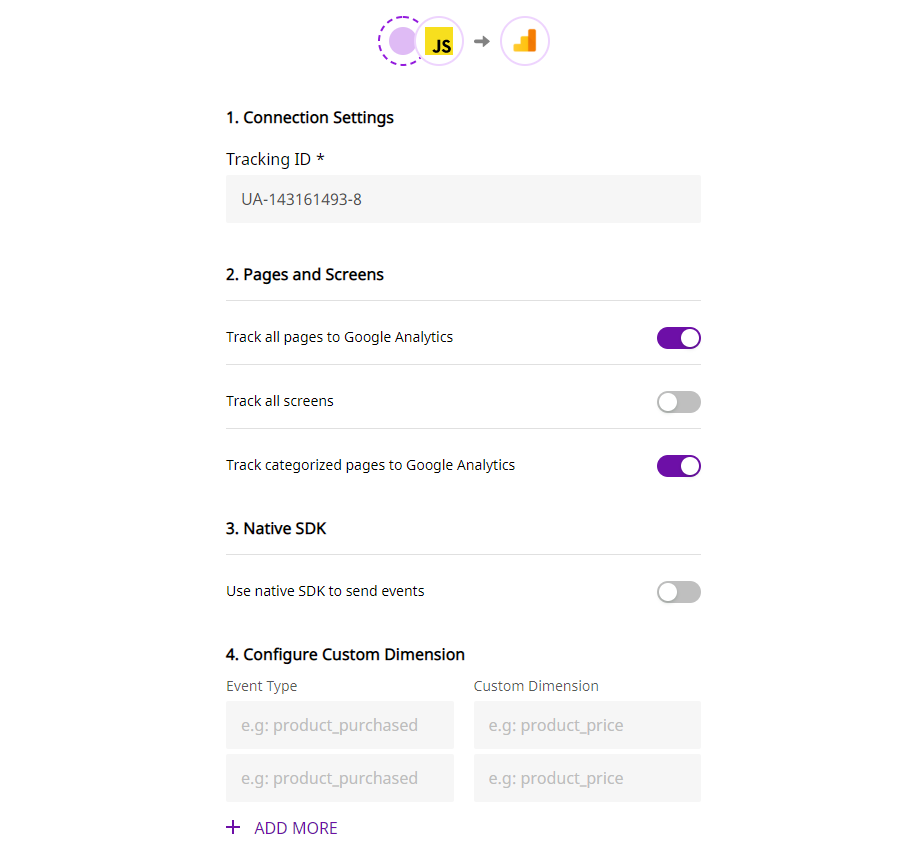 JS
1. Connection Settings
Tracking ID *
UA-143161493-8
2. Pages and Screens
Track all pages to Google Analytics
Track all screens
Track categorized pages to Google Analytics
3. Native SDK
Use native SDK to send events
4. Configure Custom Dimension
Event Type Custom Dimension
e.g: product_purchased e.g: product_price
e.g: product_purchased e.g: product_price
+ ADD MORE